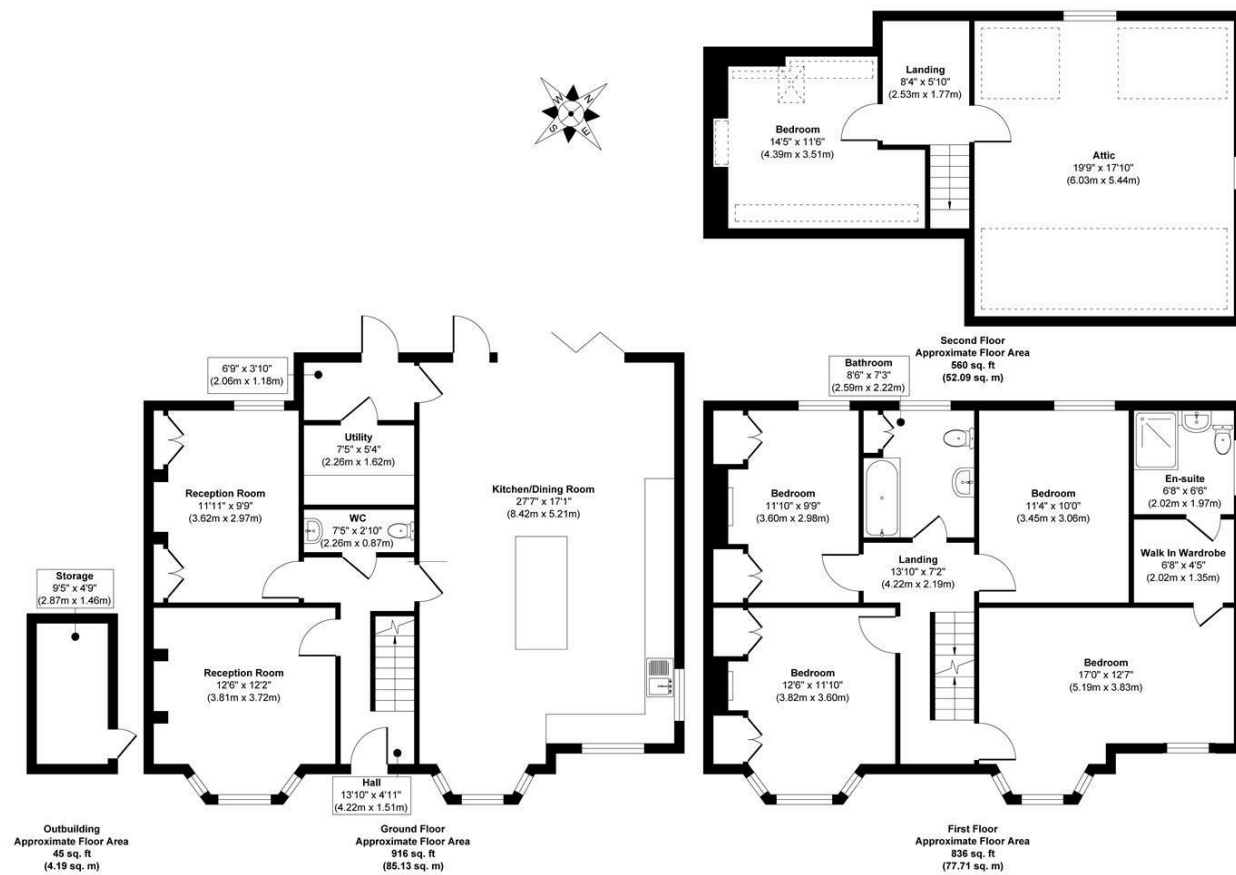 W
N
S
E
Landing
8'4" x 5'10"
(2.53m x 1.77m)
Bedroom
14'5" x 11'6"
(4.39m x 3.51m)
Attic
19'9" x 17'10"
(6.03m x 5.44m)
Second Floor
Approximate Floor Area
560 sq. ft
(52.09 sq. m)
6'9" x 3'10"
(2.06m x 1.18m)
Utility
7'5" x 5'4"
(2.26m x 1.62m)
Reception Room
11'11" x 9'9"
(3.62m x 2.97m)
WC
7'5" x 2'10"
(2.26m x 0.87m)
Kitchen/Dining Room
27'7" x 17'1"
(8.42m x 5.21m)
Storage
9'5" x 4'9"
(2.87m x 1.46m)
Reception Room
12'6" x 12'2"
(3.81m x 3.72m)
Hall
13'10" x 4'11"
(4.22m x 1.51m)
Outbuilding
Approximate Floor Area
45 sq. ft
(4.19 sq. m)
Ground Floor
Approximate Floor Area
916 sq. ft
(85.13 sq. m)
Bathroom
8'6" x 7'3"
(2.59m x 2.22m)
Bedroom
11'10" x 9'9"
(3.60m x 2.98m)
Bedroom
11'4" x 10'0"
(3.45m x 3.06m)
En-suite
6'8" x 6'6"
(2.02m x 1.97m)
Landing
13'10" x 7'2"
(4.22m x 2.19m)
Walk In Wardrobe
6'8" x 4'5"
(2.02m x 1.35m)
Bedroom
12'6" x 11'10"
(3.82m x 3.60m)
Bedroom
17'0" x 12'7"
(5.19m x 3.83m)
First Floor
Approximate Floor Area
836 sq. ft
(77.71 sq. m)